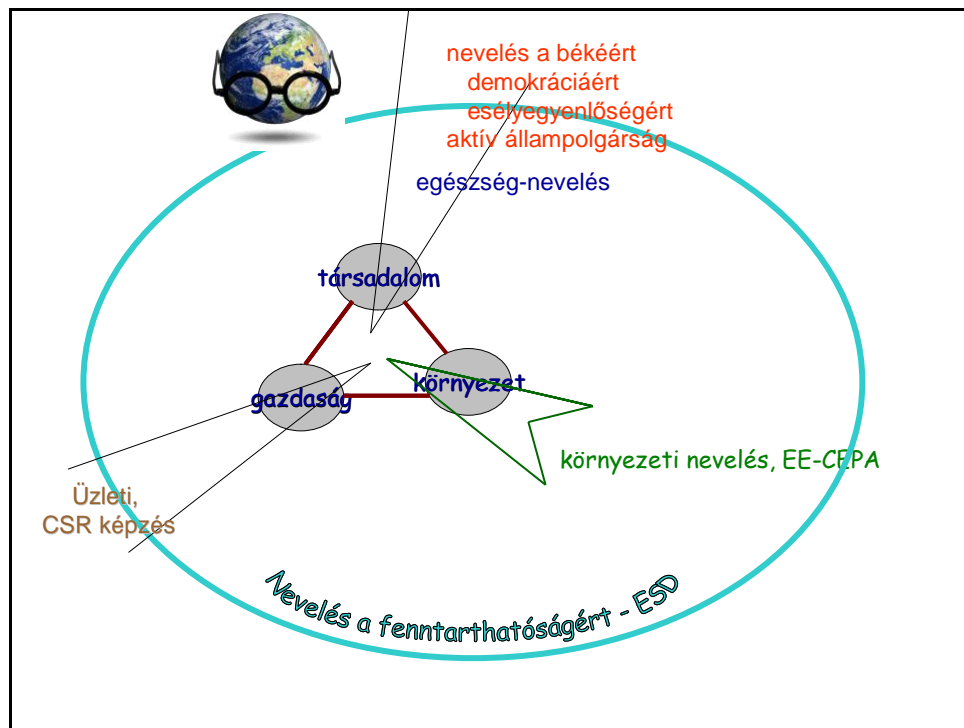 nevelés a békéért
demokráciáért
esélyegyenlőségért
aktív állampolgárság
egészség-nevelés
társadalom
gazdaság
környezet
környezeti nevelés, EE-CEPA
Üzleti,
CSR képzés
Nevelés a fenntarthatóságért - ESD